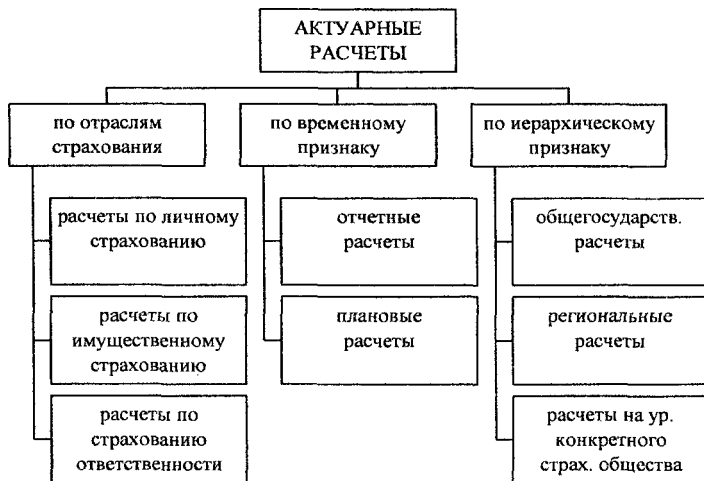 АКТУАРНЫЕ
РАСЧЕТЫ
по отраслям
страхования
по временному
признаку
по иерархическому
признаку
расчеты по личному
страхованию
отчетные
расчеты
общегосударств.
расчеты
расчеты по
имущественному
страхованию
плановые
расчеты
региональные
расчеты
расчеты по
страхованию
ответственности
расчеты на ур.
конкретного
страх. общества